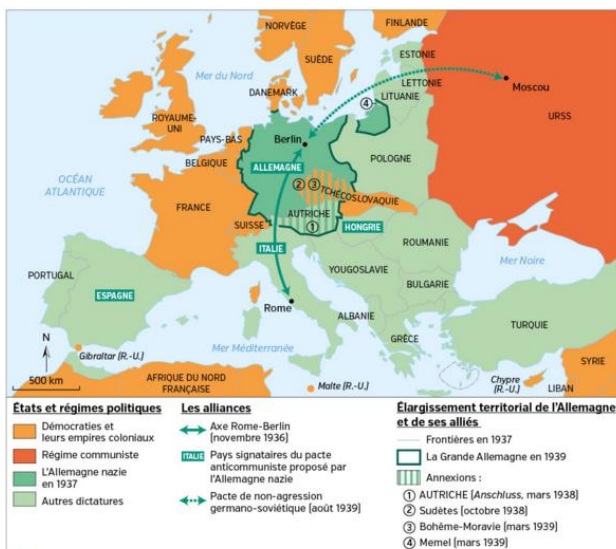 NORVÈGE
FINLANDE
SUÈDE
ESTONIE
Mer du Nord
LETTONIE
Moscou
DANEMARK
LITUANIE
④
URSS
ROYAUME-
UNI
PAYS-BAS
Berlin
BELGIQUE
ALLEMAGNE
POLOGNE
OCÉAN
ATLANTIQUE
② ③
TCHÉCOSLOVAQUIE
FRANCE
AUTRICHE
①
SUISSE
HONGRIE
ITALIE
ROUMANIE
PORTUGAL
ESPAGNE
YOUGOSLAVIE
Mer Noire
BULGARIE
Rome
ALBANIE
TURQUIE
GRÈCE
N
Mer Méditerranée
Gibraltar (R.-U.)
SYRIE
500 km
AFRIQUE DU NORD
FRANÇAISE
Malte (R.-U.)
Chypre
(R.-U.)
LIBAN
États et régimes politiques
Démocraties et
leurs empires coloniaux
Régime communiste
L'Allemagne nazie
en 1937
Autres dictatures
Les alliances
Axe Rome-Berlin
(novembre 1936)
ITALIE
Pays signataires du pacte
anticommuniste proposé par
l'Allemagne nazie
Pacte de non-agression
germano-soviétique (août 1939)
Élargissement territorial de l'Allemagne
et de ses alliés
Frontières en 1937
La Grande Allemagne en 1939
Annexions :
① AUTRICHE (Anschluss, mars 1938)
② Sudètes (octobre 1938)
③ Bohème-Moravie (mars 1939)
④ Memel (mars 1939)